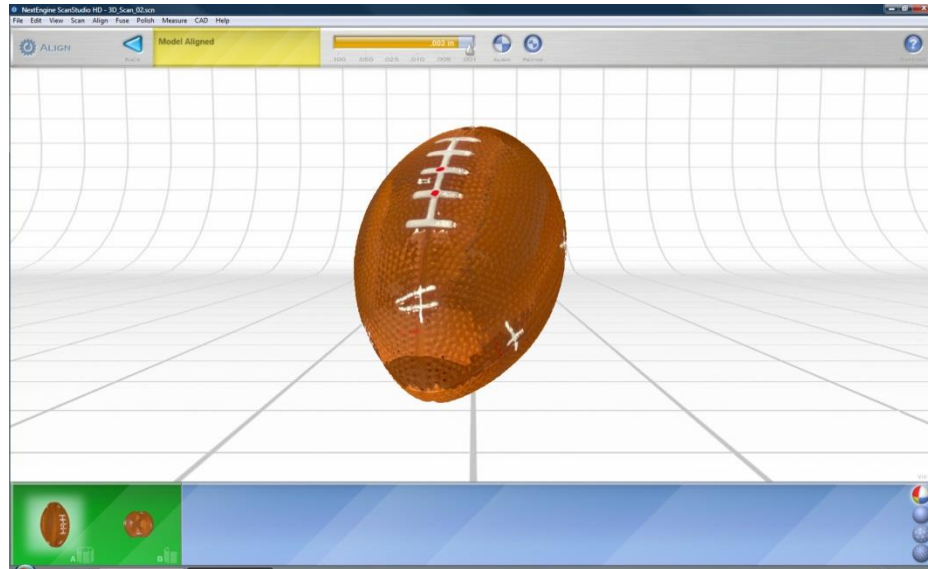 NextEngine ScanStudio HD - 3D_Scan_02.scn
File Edit View Scan Align Fuse Polish Measure CAD Help
ALIGN
BACK
Model Aligned
.003 in
.100 .050 .025 .010 .005 .001
ALIGN
A
B